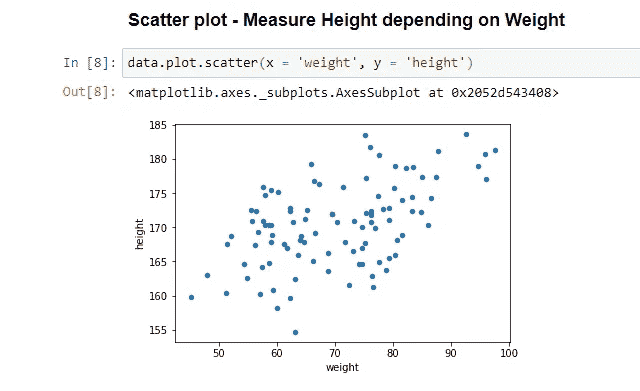 Scatter plot - Measure Height depending on Weight
In [8]: data.plot.scatter(x = 'weight', y = 'height')
Out[8]: <matplotlib.axes._subplots.AxesSubplot at 0x2052d543408>
185
180
175
170
165
160
155
height
50 60 70 80 90 100
weight